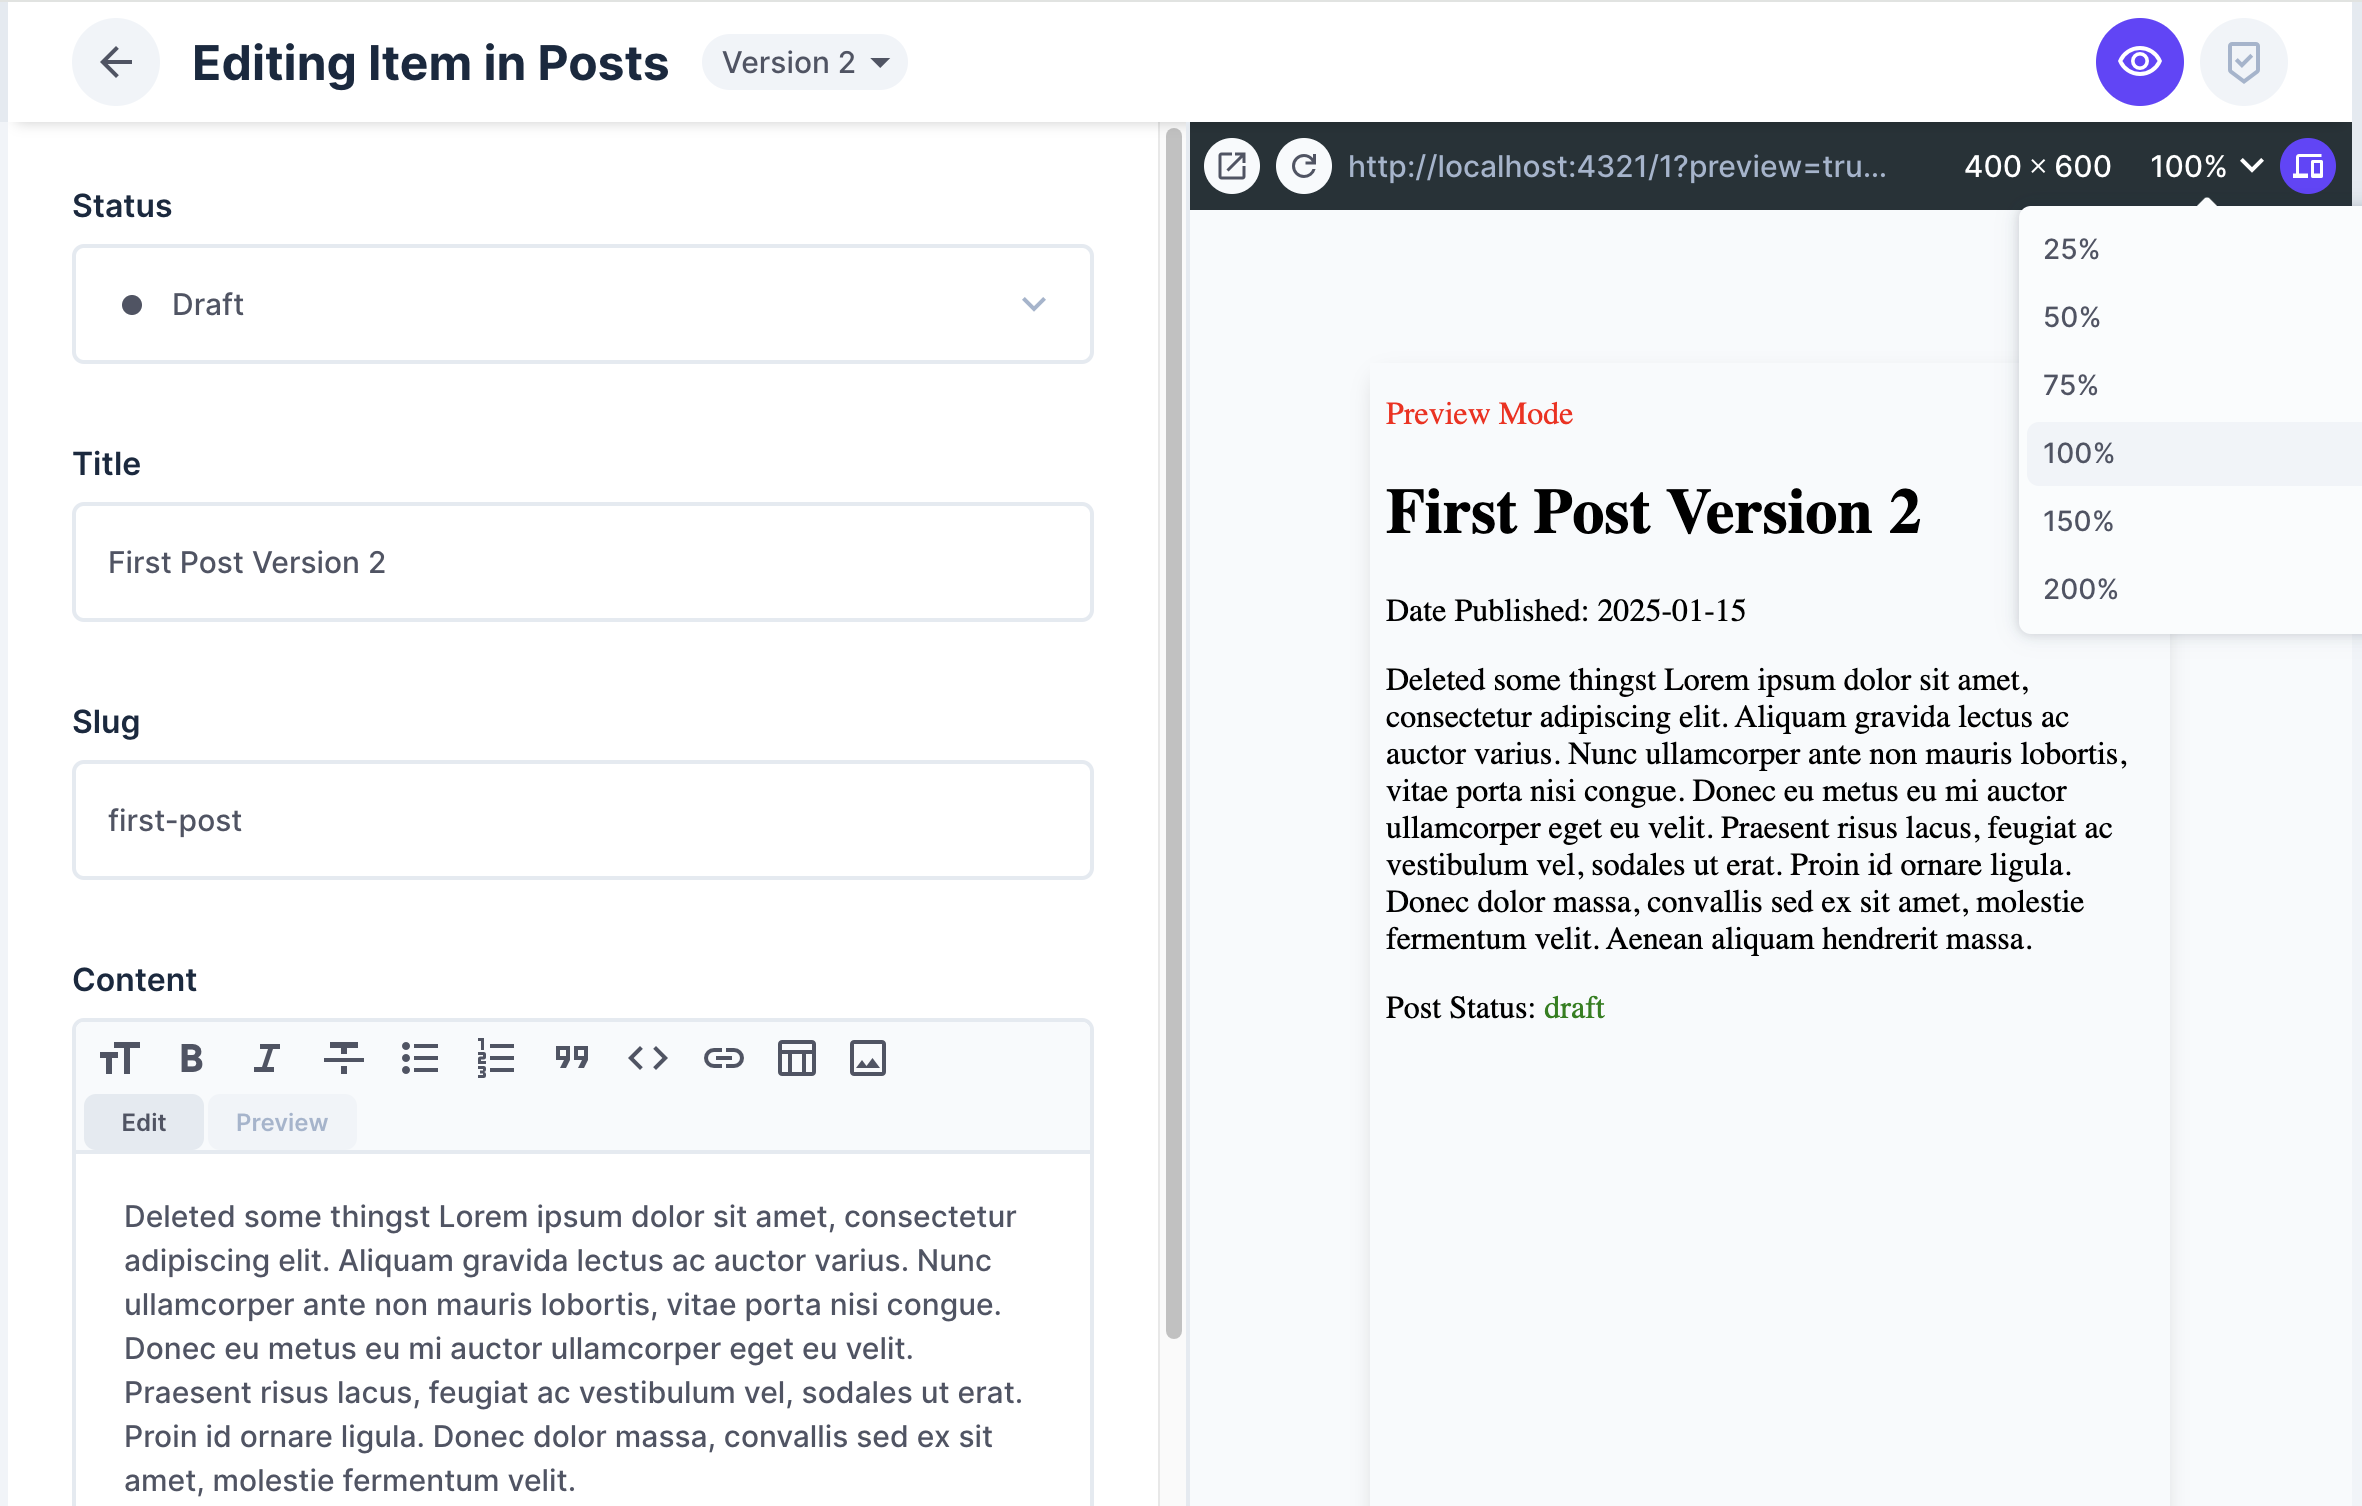 Editing Item in Posts
Version 2
Status
Draft
Title
First Post Version 2
Slug
first-post
Content
Edit
Preview
Deleted some thingst Lorem ipsum dolor sit amet, consectetur
adipiscing elit. Aliquam gravida lectus ac auctor varius. Nunc
ullamcorper ante non mauris lobortis, vitae porta nisi congue.
Donec eu metus eu mi auctor ullamcorper eget eu velit.
Praesent risus lacus, feugiat ac vestibulum vel, sodales ut erat.
Proin id ornare ligula. Donec dolor massa, convallis sed ex sit
amet, molestie fermentum velit.
http://localhost:4321/1?preview=tru...
400 × 600
100%
25%
50%
75%
100%
150%
200%
Preview Mode
First Post Version 2
Date Published: 2025-01-15
Deleted some thingst Lorem ipsum dolor sit amet,
consectetur adipiscing elit. Aliquam gravida lectus ac
auctor varius. Nunc ullamcorper ante non mauris lobortis,
vitae porta nisi congue. Donec eu metus eu mi auctor
ullamcorper eget eu velit. Praesent risus lacus, feugiat ac
vestibulum vel, sodales ut erat. Proin id ornare ligula.
Donec dolor massa, convallis sed ex sit amet, molestie
fermentum velit. Aenean aliquam hendrerit massa.
Post Status: draft